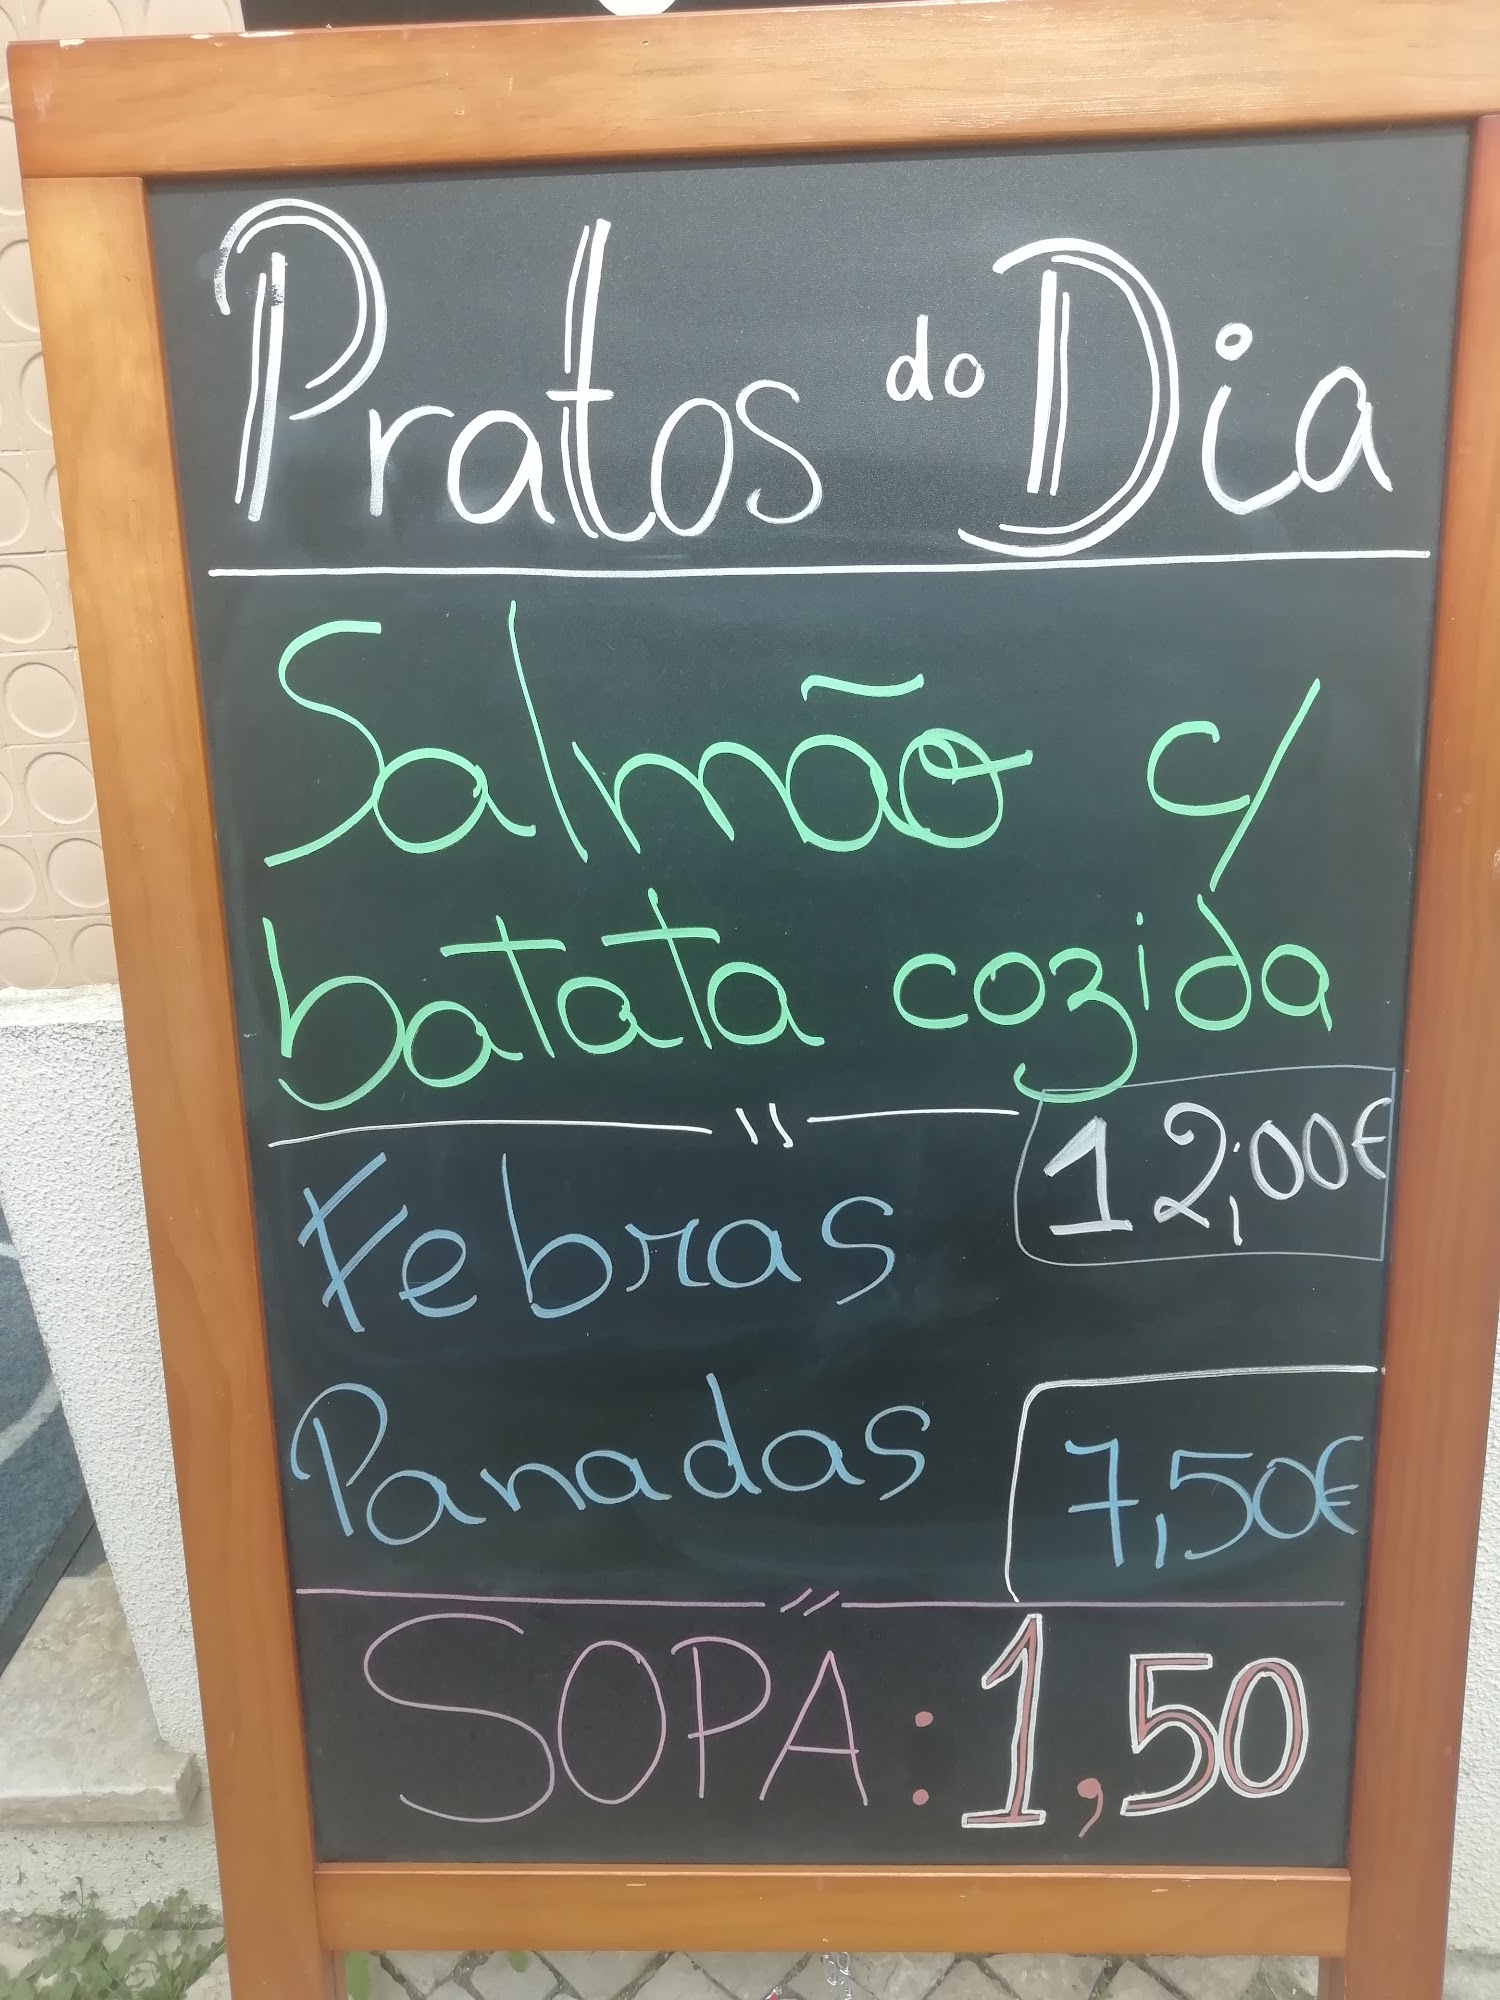 Pratos do Dia
Salmão c/
batata cozida
12,00€
Febras
Panadas
7,50€
SOPA: 1,50